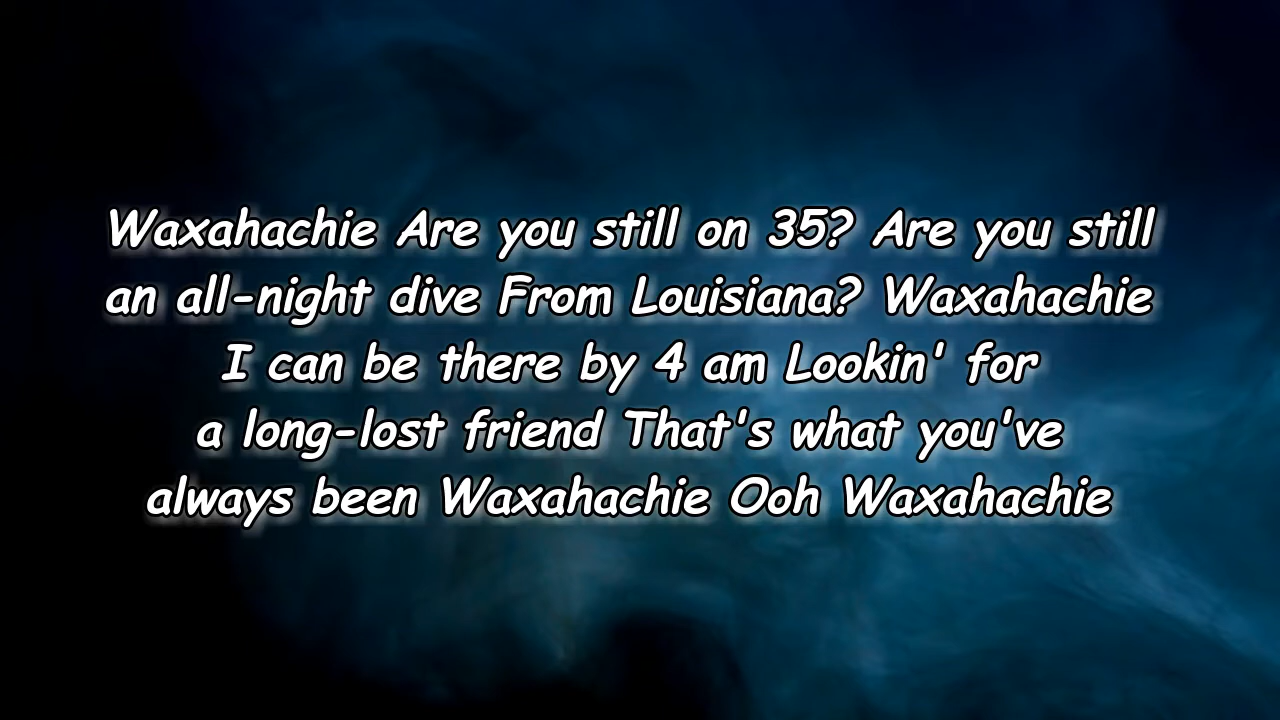 Waxahachie Are you still on 35? Are you still
an all-night dive From Louisiana? Waxahachie
I can be there by 4 am Lookin' for
a long-lost friend That's what you've
always been Waxahachie Ooh Waxahachie